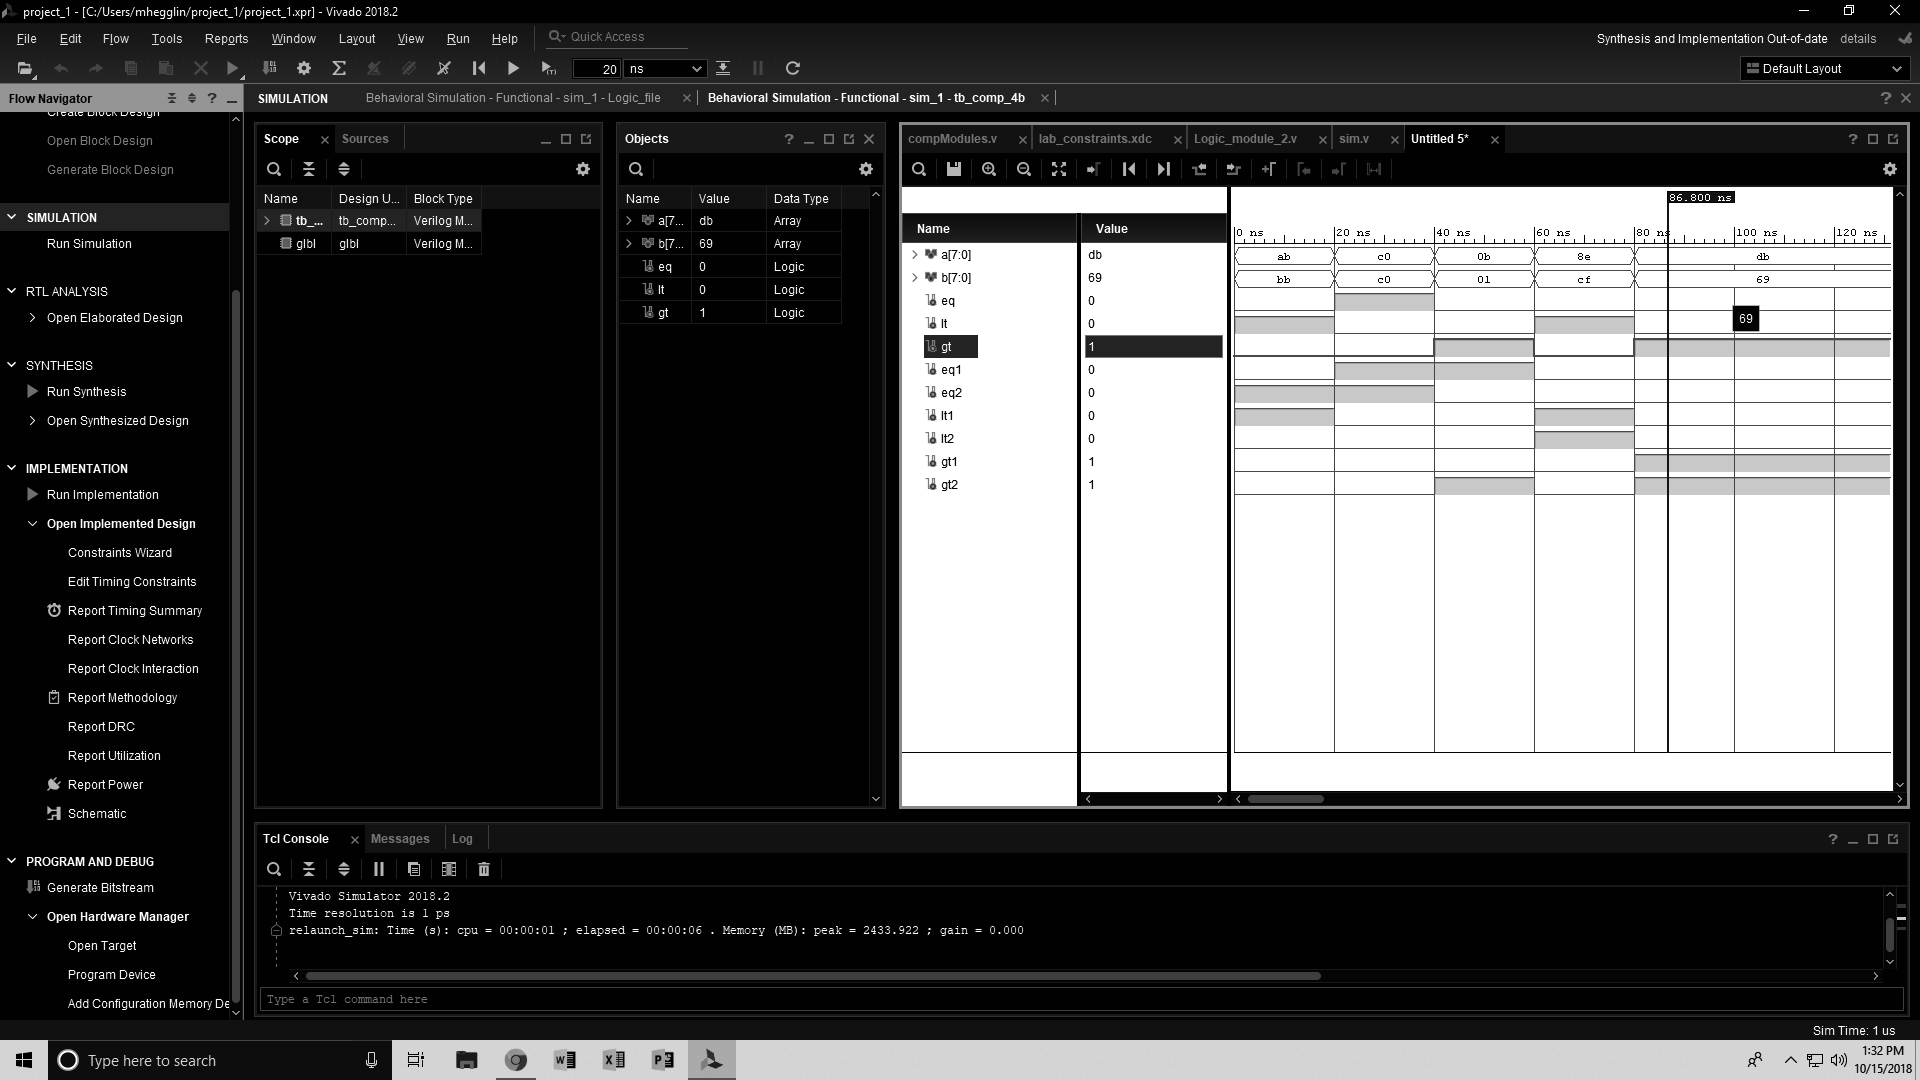 project_1 - [C:/Users/mhegglin/project_1/project_1.xpr] - Vivado 2018.2
File Edit Flow Tools Reports Window Layout View Run Help Quick Access
Synthesis and Implementation Out-of-date details
20 ns
Default Layout
Flow Navigator
SIMULATION
Behavioral Simulation - Functional - sim_1 - Logic_file
Behavioral Simulation - Functional - sim_1 - tb_comp_4b
Create Block Design
Open Block Design
Generate Block Design
SIMULATION
Run Simulation
RTL ANALYSIS
Open Elaborated Design
SYNTHESIS
Run Synthesis
Open Synthesized Design
IMPLEMENTATION
Run Implementation
Open Implemented Design
Constraints Wizard
Edit Timing Constraints
Report Timing Summary
Report Clock Networks
Report Clock Interaction
Report Methodology
Report DRC
Report Utilization
Report Power
Schematic
PROGRAM AND DEBUG
Generate Bitstream
Open Hardware Manager
Open Target
Program Device
Add Configuration Memory De
Scope Sources
Name Design U... Block Type
tb_... tb_comp... Verilog M...
glbl glbl Verilog M...
Objects
Name Value Data Type
a[7... db Array
b[7... 69 Array
eq 0 Logic
lt 0 Logic
gt 1 Logic
compModules.v lab_constraints.xdc Logic_module_2.v sim.v Untitled 5*
86.800 ns
Name Value
0 ns 20 ns 40 ns 60 ns 80 ns 100 ns 120 ns
a[7:0] db ab c0 0b 8e db
b[7:0] 69 bb c0 01 cf 69
eq 0
lt 0 69
gt 1
eq1 0
eq2 0
lt1 0
lt2 0
gt1 1
gt2 1
Tcl Console Messages Log
Vivado Simulator 2018.2
Time resolution is 1 ps
relaunch_sim: Time (s): cpu = 00:00:01 ; elapsed = 00:00:06 . Memory (MB): peak = 2433.922 ; gain = 0.000
Type a Tcl command here
Sim Time: 1 us
Type here to search
1:32 PM
10/15/2018